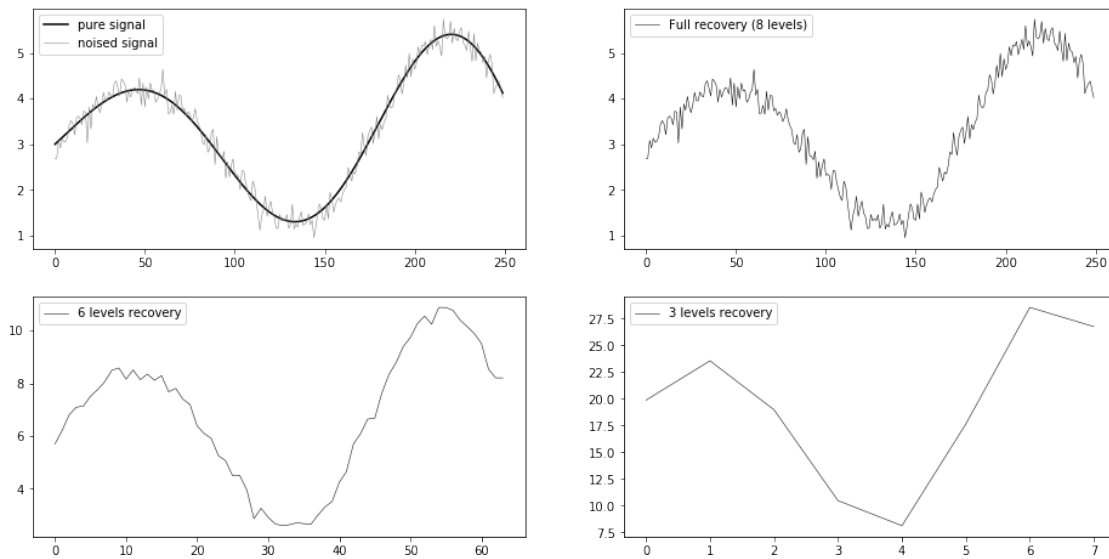 pure signal
noised signal
5
4
3
2
1
0 50 100 150 200 250
Full recovery (8 levels)
5
4
3
2
1
0 50 100 150 200 250
6 levels recovery
10
8
6
4
0 10 20 30 40 50 60
3 levels recovery
27.5
25.0
22.5
20.0
17.5
15.0
12.5
10.0
7.5
0 1 2 3 4 5 6 7